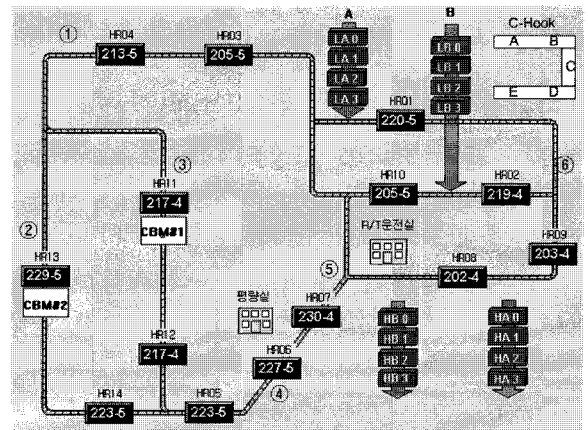 A
B
C-Hook
①
HR04
213-5
HR03
205-5
LA 0
LA 1
LA 2
LA 3
LB 0
LB 1
LB 2
LB 3
A B
C
E D
HR01
220-5
③
⑥
HR11
217-4
CBM#1
HR10
205-5
HR02
219-4
②
R/T운전실
HR09
203-4
HR13
229-5
CBM#2
⑤
HR08
202-4
평량실
HR07
230-4
HB 0
HB 1
HB 2
HB 3
HA 0
HA 1
HA 2
HA 3
HR12
217-4
HR06
227-5
④
HR14
223-5
HR05
223-5